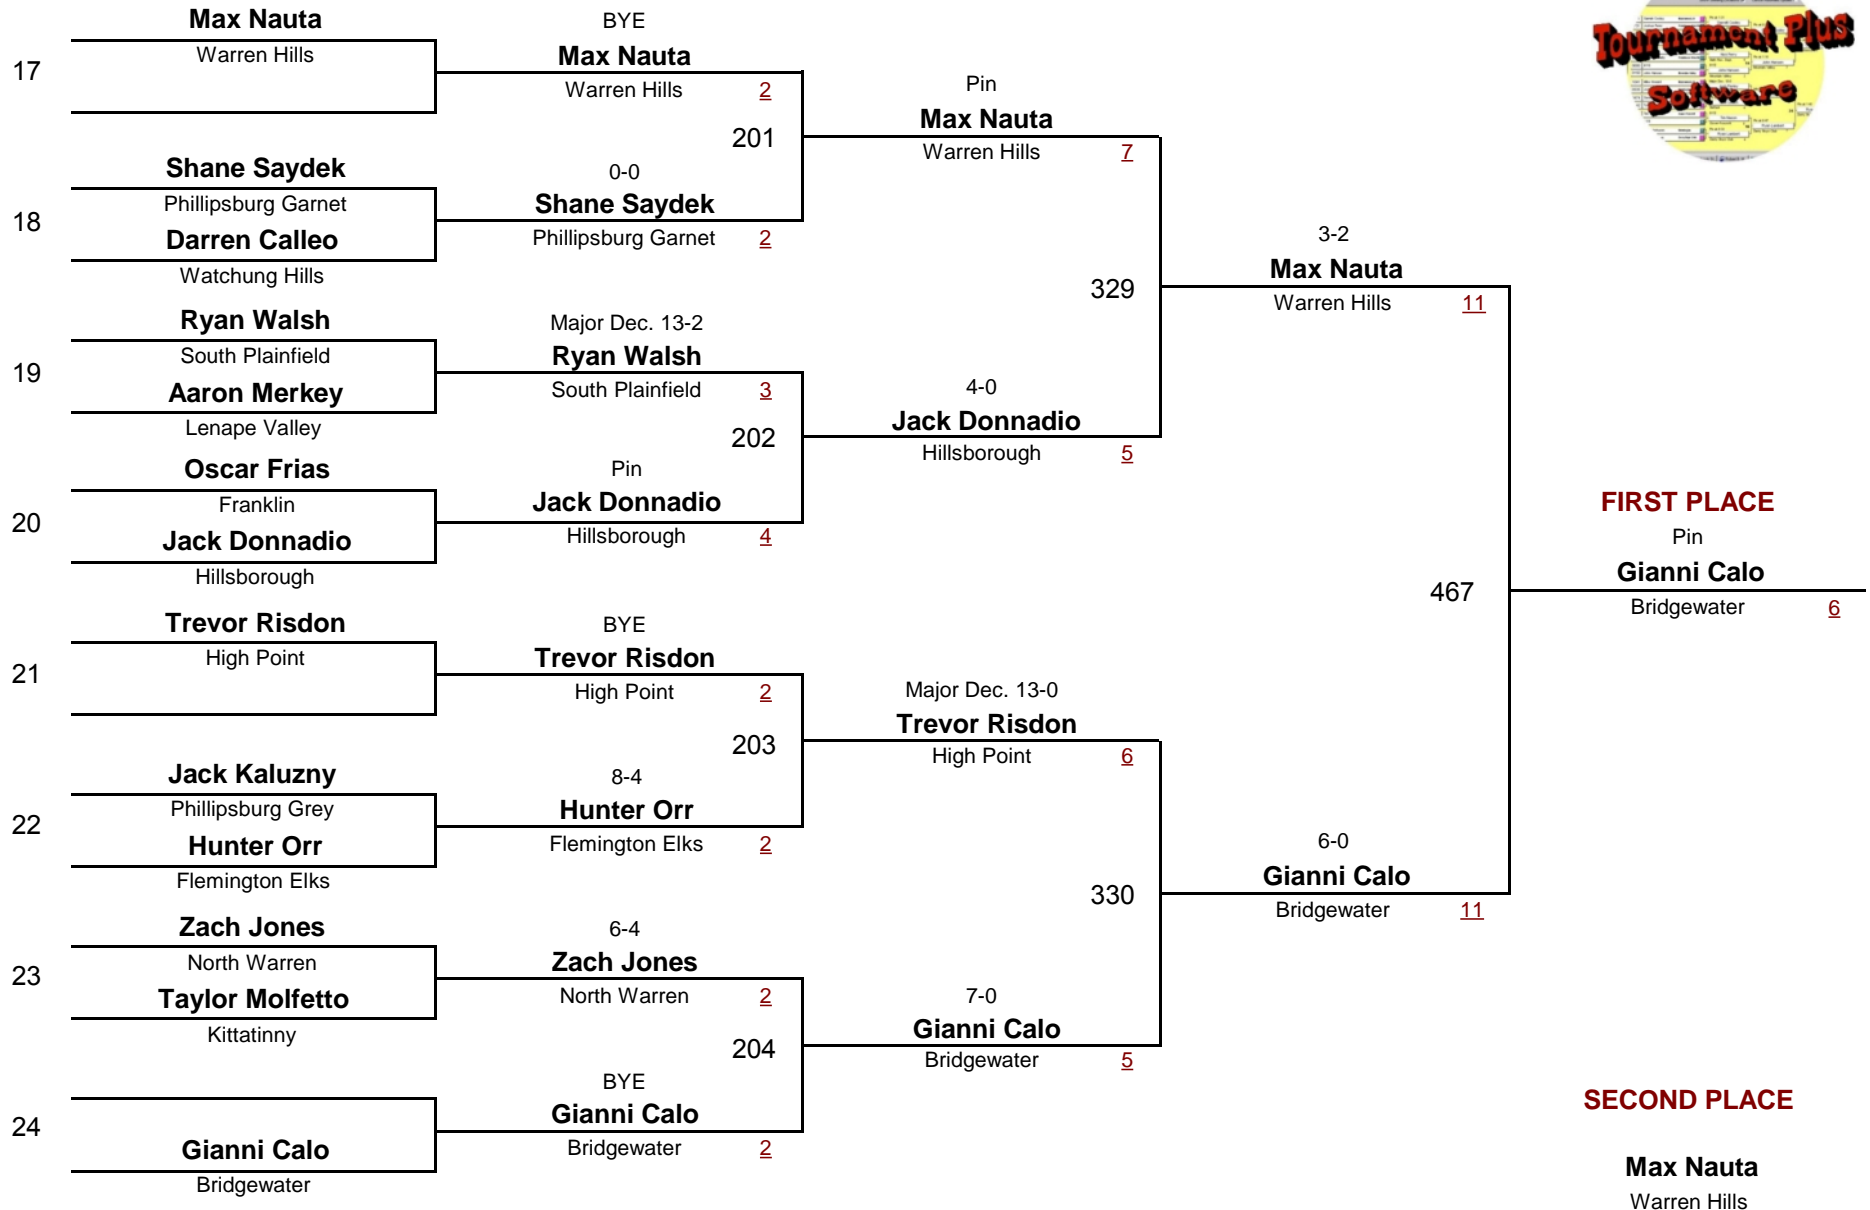 Max Nauta
Warren Hills
17
BYE
Max Nauta
Warren Hills 2
201
Shane Saydek
Phillipsburg Garnet
18
Darren Calleo
Watchung Hills
0-0
Shane Saydek
Phillipsburg Garnet 2
Pin
Max Nauta
Warren Hills 7
329
Ryan Walsh
South Plainfield
19
Aaron Merkey
Lenape Valley
Major Dec. 13-2
Ryan Walsh
South Plainfield 3
202
Oscar Frias
Franklin
20
Jack Donnadio
Hillsborough
Pin
Jack Donnadio
Hillsborough 4
4-0
Jack Donnadio
Hillsborough 5
3-2
Max Nauta
Warren Hills 11
467
Trevor Risdon
High Point
21
BYE
Trevor Risdon
High Point 2
203
Jack Kaluzny
Phillipsburg Grey
22
Hunter Orr
Flemington Elks
8-4
Hunter Orr
Flemington Elks 2
Major Dec. 13-0
Trevor Risdon
High Point 6
330
Zach Jones
North Warren
23
Taylor Molfetto
Kittatinny
6-4
Zach Jones
North Warren 2
204
24
Gianni Calo
Bridgewater
BYE
Gianni Calo
Bridgewater 2
7-0
Gianni Calo
Bridgewater 5
6-0
Gianni Calo
Bridgewater 11
Tournament Plus
Software
FIRST PLACE
Pin
Gianni Calo
Bridgewater 6
SECOND PLACE
Max Nauta
Warren Hills